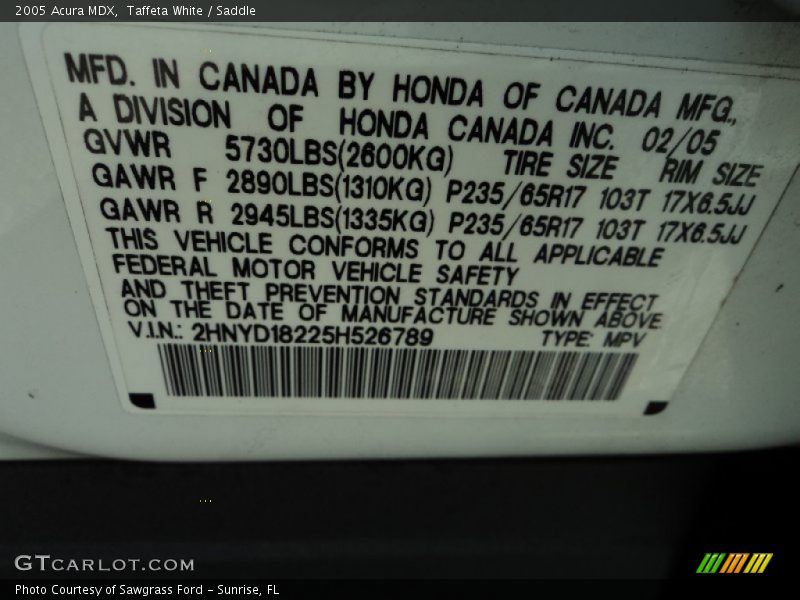 2005 Acura MDX,  Taffeta White / Saddle
MFD. IN CANADA BY HONDA OF CANADA MFG.,
A DIVISION OF HONDA CANADA INC. 02/05
GVWR 5730LBS(2600KG) TIRE SIZE RIM SIZE
GAWR F 2890LBS(1310KG) P235/65R17 103T 17X6.5JJ
GAWR R 2945LBS(1335KG) P235/65R17 103T 17X6.5JJ
THIS VEHICLE CONFORMS TO ALL APPLICABLE
FEDERAL MOTOR VEHICLE SAFETY
AND THEFT PREVENTION STANDARDS IN EFFECT
ON THE DATE OF MANUFACTURE SHOWN ABOVE.
V.I.N.: 2HNYD18225H526789 TYPE: MPV
GTCARLOT.COM
Photo Courtesy of Sawgrass Ford - Sunrise, FL